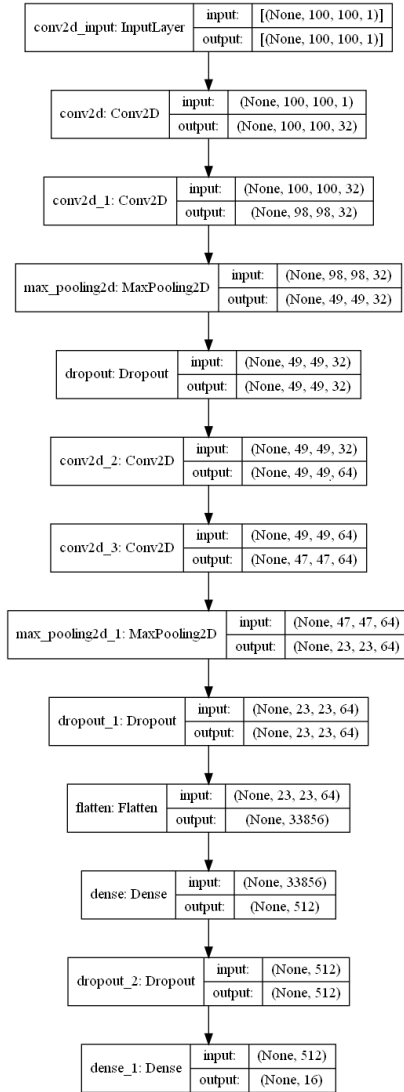 conv2d_input: InputLayer
input: [(None, 100, 100, 1)]
output: [(None, 100, 100, 1)]
conv2d: Conv2D
input: (None, 100, 100, 1)
output: (None, 100, 100, 32)
conv2d_1: Conv2D
input: (None, 100, 100, 32)
output: (None, 98, 98, 32)
max_pooling2d: MaxPooling2D
input: (None, 98, 98, 32)
output: (None, 49, 49, 32)
dropout: Dropout
input: (None, 49, 49, 32)
output: (None, 49, 49, 32)
conv2d_2: Conv2D
input: (None, 49, 49, 32)
output: (None, 49, 49, 64)
conv2d_3: Conv2D
input: (None, 49, 49, 64)
output: (None, 47, 47, 64)
max_pooling2d_1: MaxPooling2D
input: (None, 47, 47, 64)
output: (None, 23, 23, 64)
dropout_1: Dropout
input: (None, 23, 23, 64)
output: (None, 23, 23, 64)
flatten: Flatten
input: (None, 23, 23, 64)
output: (None, 33856)
dense: Dense
input: (None, 33856)
output: (None, 512)
dropout_2: Dropout
input: (None, 512)
output: (None, 512)
dense_1: Dense
input: (None, 512)
output: (None, 16)